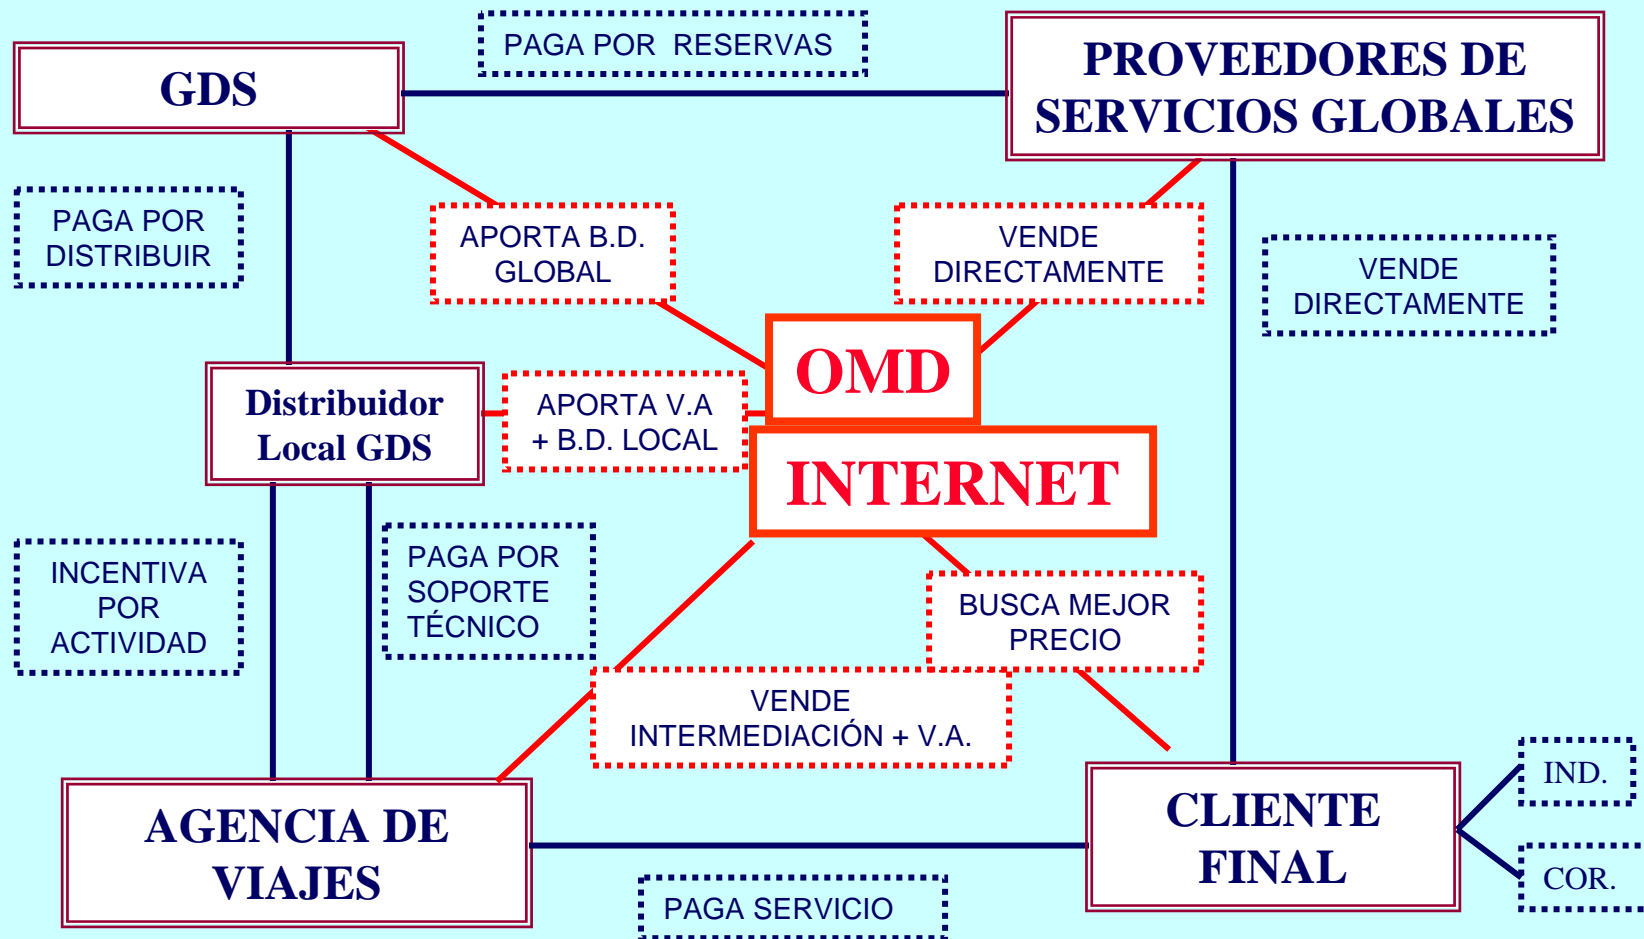 PAGA POR RESERVAS
GDS
PROVEEDORES DE
SERVICIOS GLOBALES
PAGA POR
DISTRIBUIR
APORTA B.D.
GLOBAL
VENDE
DIRECTAMENTE
VENDE
DIRECTAMENTE
OMD
INTERNET
Distribuidor
Local GDS
APORTA V.A
+ B.D. LOCAL
INCENTIVA
POR
ACTIVIDAD
PAGA POR
SOPORTE
TÉCNICO
BUSCA MEJOR
PRECIO
VENDE
INTERMEDIACIÓN + V.A.
AGENCIA DE
VIAJES
PAGA SERVICIO
CLIENTE
FINAL
IND.
COR.